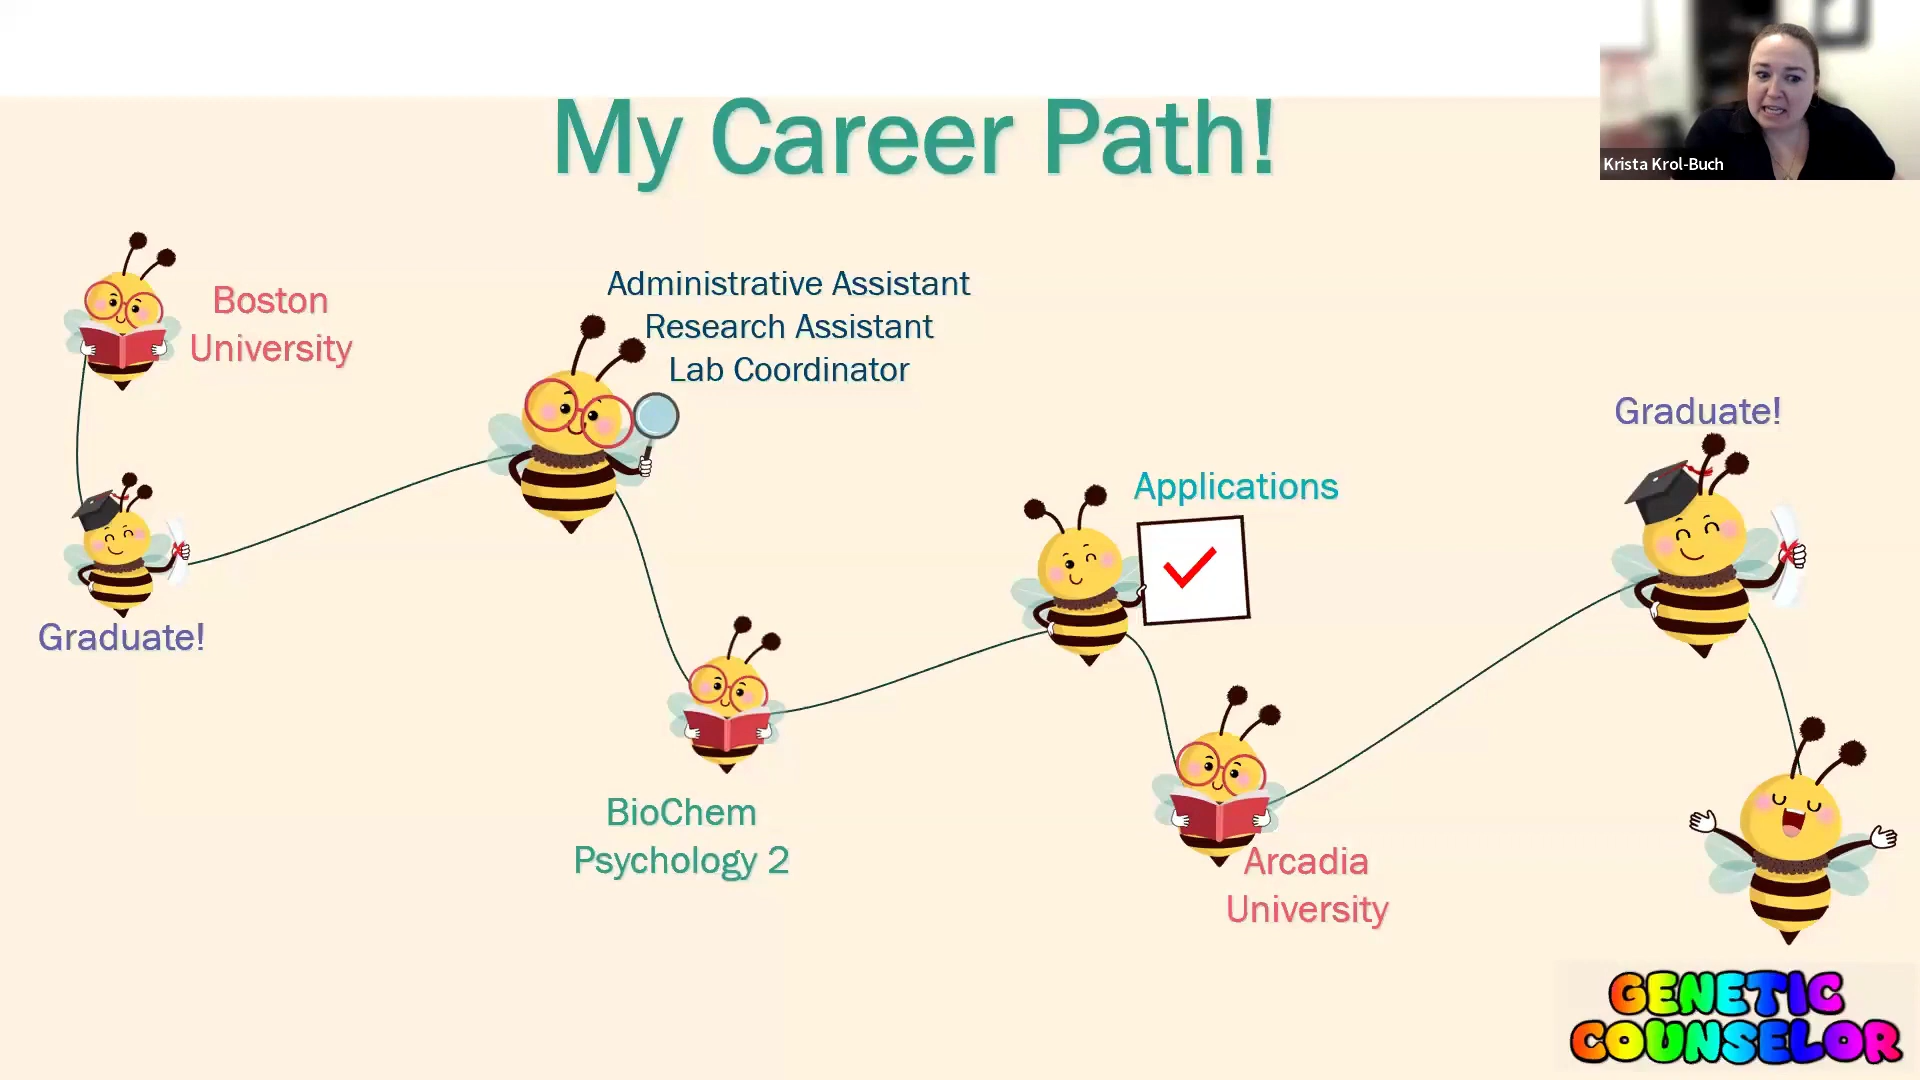 My Career Path!
Krista Krol-Buch
Boston
University
Graduate!
Administrative Assistant
Research Assistant
Lab Coordinator
BioChem
Psychology 2
Applications
Arcadia
University
Graduate!
GENETIC
COUNSELOR